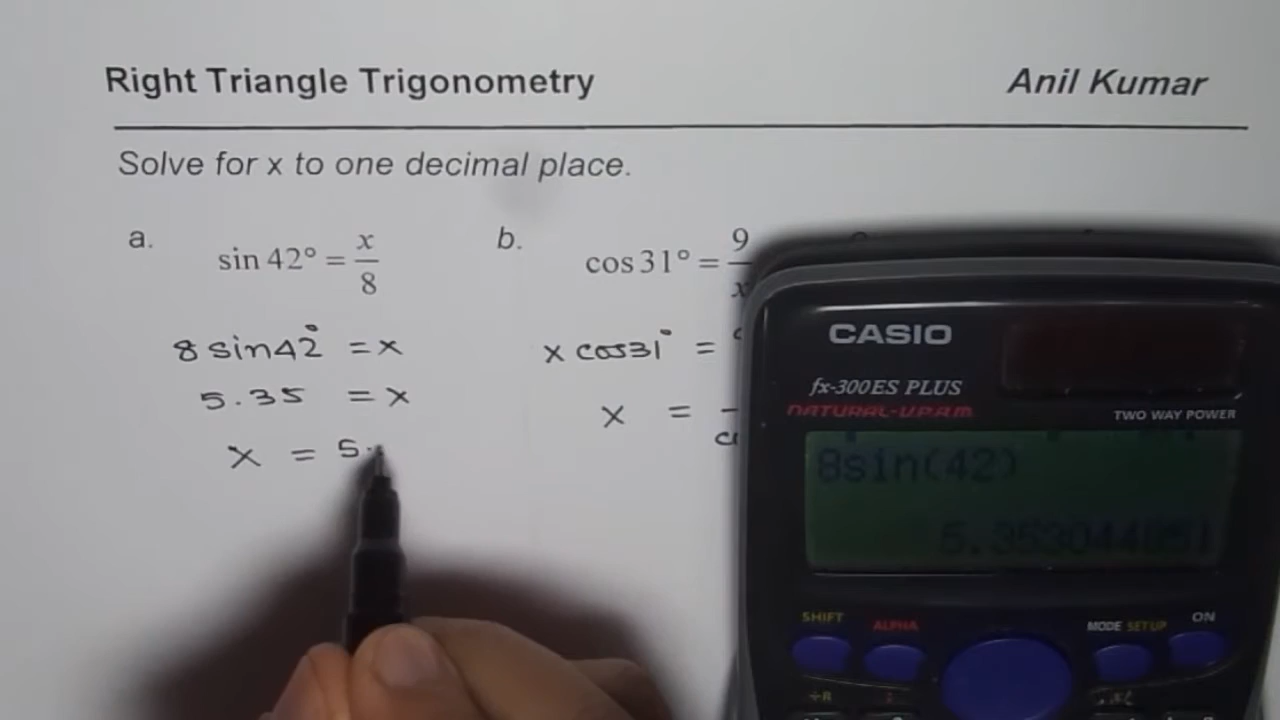 Right Triangle Trigonometry Anil Kumar
Solve for x to one decimal place.
a. sin 42° = x/8
b. cos 31° = 9/x
8 sin42° = x
5.35 = x
x = 5.
x cos31° =
x =
CASIO
fx-300ES PLUS
NATURAL-V.P.A.M.
TWO WAY POWER
8sin(42)
5.353044851
SHIFT
ALPHA
MODE SETUP
ON